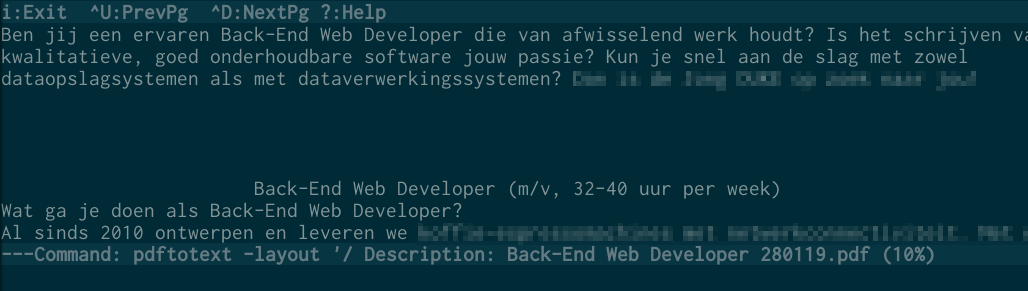 i:Exit  ^U:PrevPg  ^D:NextPg ?:Help
Ben jij een ervaren Back-End Web Developer die van afwisselend werk houdt? Is het schrijven va
kwalitatieve, goed onderhoudbare software jouw passie? Kun je snel aan de slag met zowel
dataopslagsystemen als met dataverwerkingssystemen?
Back-End Web Developer (m/v, 32-40 uur per week)
Wat ga je doen als Back-End Web Developer?
Al sinds 2010 ontwerpen en leveren we
---Command: pdftotext -layout '/ Description: Back-End Web Developer 280119.pdf (10%)